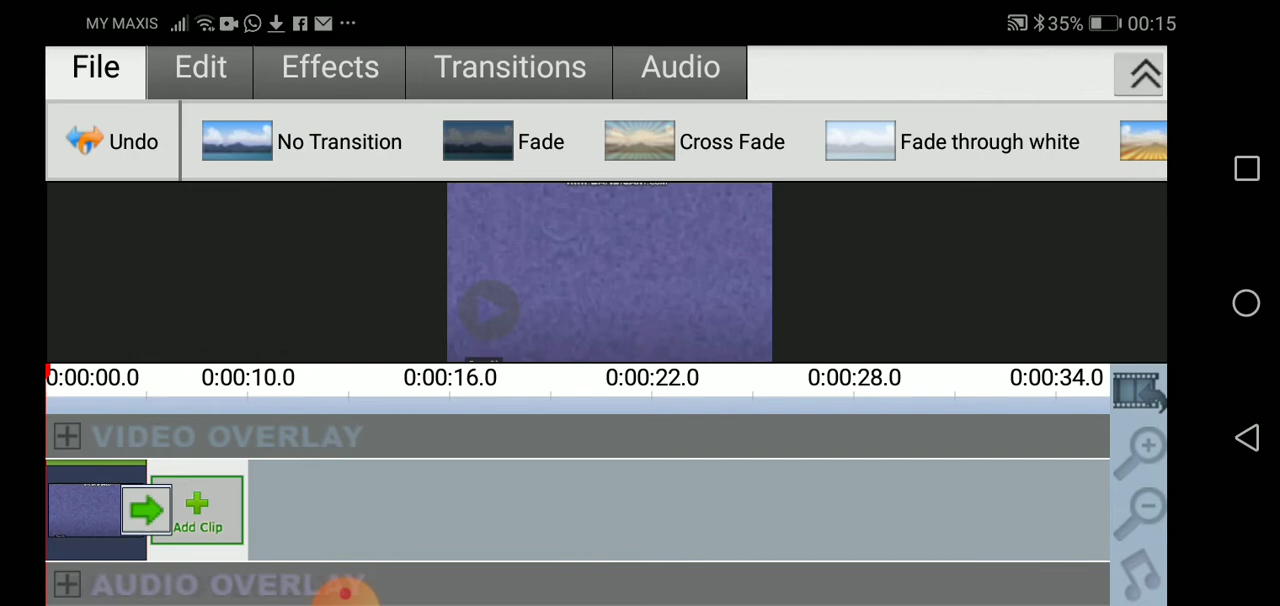 MY MAXIS 35% 00:15
File Edit Effects Transitions Audio
Undo No Transition Fade Cross Fade Fade through white
0:00:00.0 0:00:10.0 0:00:16.0 0:00:22.0 0:00:28.0 0:00:34.0
VIDEO OVERLAY
Add Clip
AUDIO OVERLAY